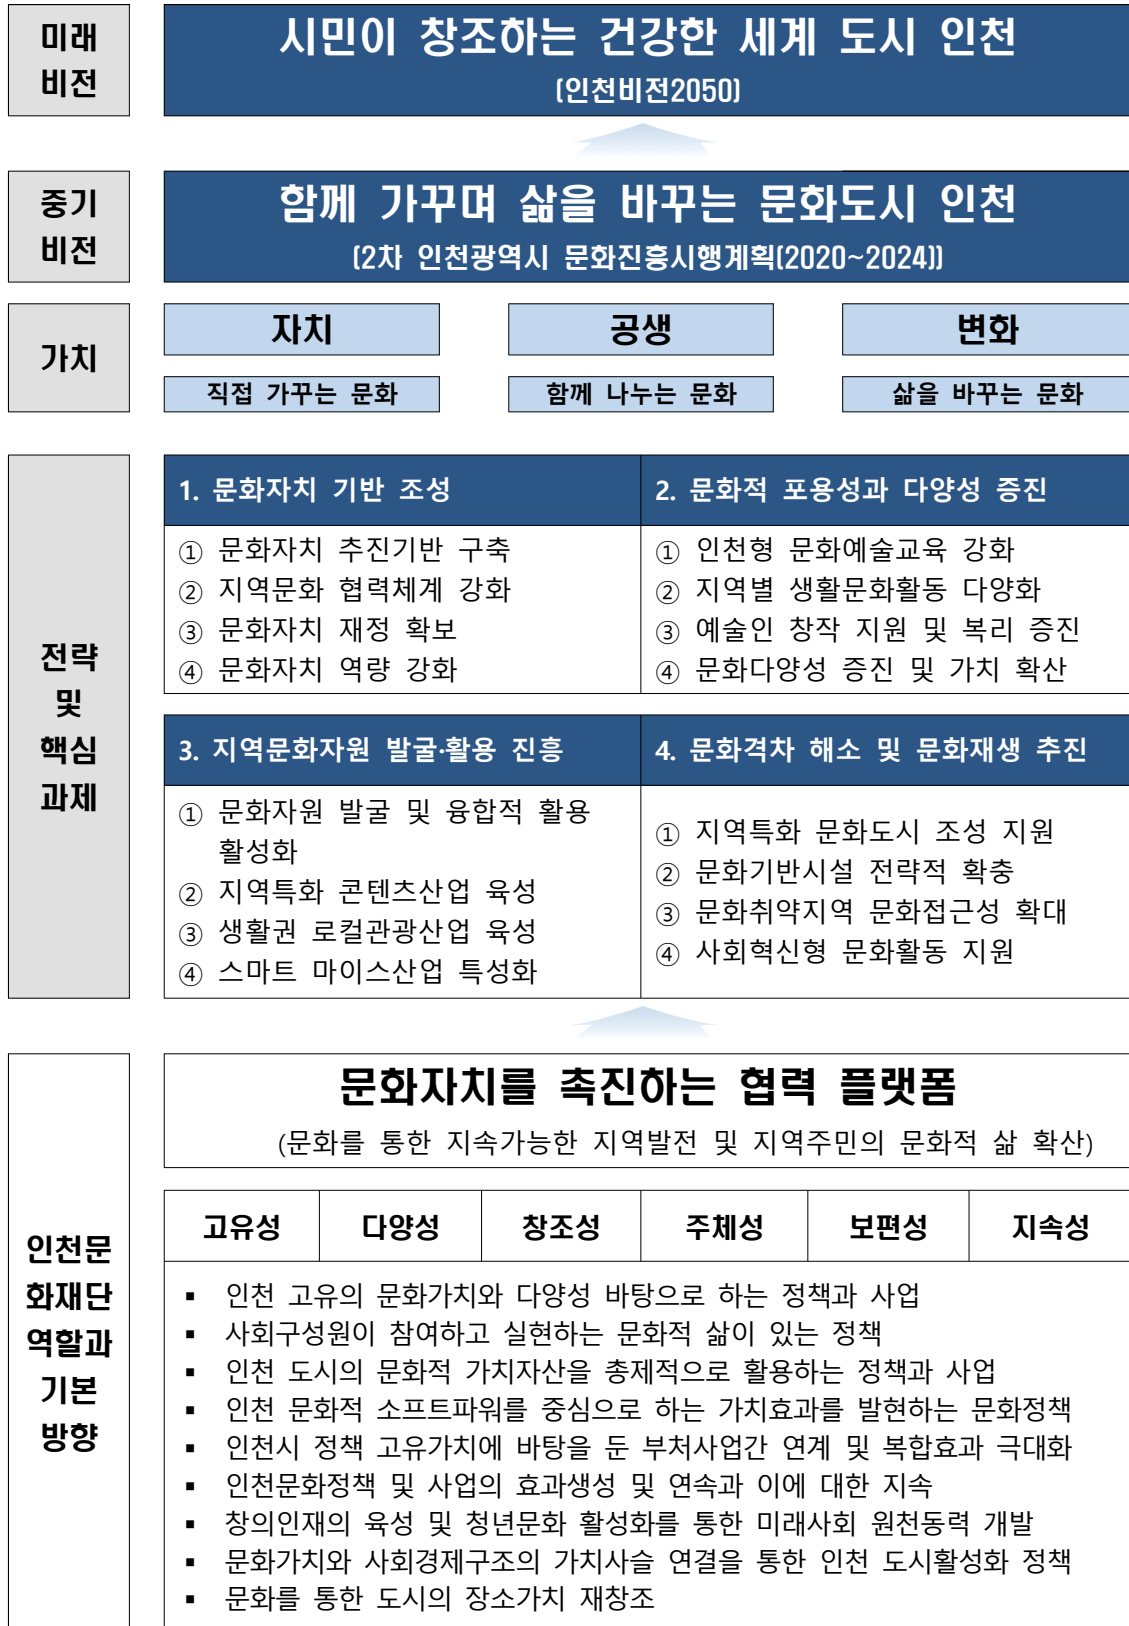 미래
비전
시민이 창조하는 건강한 세계 도시 인천
(인천비전2050)
중기
비전
함께 가꾸며 삶을 바꾸는 문화도시 인천
(2차 인천광역시 문화진흥시행계획(2020~2024))
가치
자치
공생
변화
직접 가꾸는 문화
함께 나누는 문화
삶을 바꾸는 문화
전략
및
핵심
과제
1. 문화자치 기반 조성
① 문화자치 추진기반 구축
② 지역문화 협력체계 강화
③ 문화자치 재정 확보
④ 문화자치 역량 강화
2. 문화적 포용성과 다양성 증진
① 인천형 문화예술교육 강화
② 지역별 생활문화활동 다양화
③ 예술인 창작 지원 및 복리 증진
④ 문화다양성 증진 및 가치 확산
3. 지역문화자원 발굴·활용 진흥
① 문화자원 발굴 및 융합적 활용
활성화
② 지역특화 콘텐츠산업 육성
③ 생활권 로컬관광산업 육성
④ 스마트 마이스산업 특성화
4. 문화격차 해소 및 문화재생 추진
① 지역특화 문화도시 조성 지원
② 문화기반시설 전략적 확충
③ 문화취약지역 문화접근성 확대
④ 사회혁신형 문화활동 지원
인천문
화재단
역할과
기본
방향
문화자치를 촉진하는 협력 플랫폼
(문화를 통한 지속가능한 지역발전 및 지역주민의 문화적 삶 확산)
고유성
다양성
창조성
주체성
보편성
지속성
▪ 인천 고유의 문화가치와 다양성 바탕으로 하는 정책과 사업
▪ 사회구성원이 참여하고 실현하는 문화적 삶이 있는 정책
▪ 인천 도시의 문화적 가치자산을 총제적으로 활용하는 정책과 사업
▪ 인천 문화적 소프트파워를 중심으로 하는 가치효과를 발현하는 문화정책
▪ 인천시 정책 고유가치에 바탕을 둔 부처사업간 연계 및 복합효과 극대화
▪ 인천문화정책 및 사업의 효과생성 및 연속과 이에 대한 지속
▪ 창의인재의 육성 및 청년문화 활성화를 통한 미래사회 원천동력 개발
▪ 문화가치와 사회경제구조의 가치사슬 연결을 통한 인천 도시활성화 정책
▪ 문화를 통한 도시의 장소가치 재창조